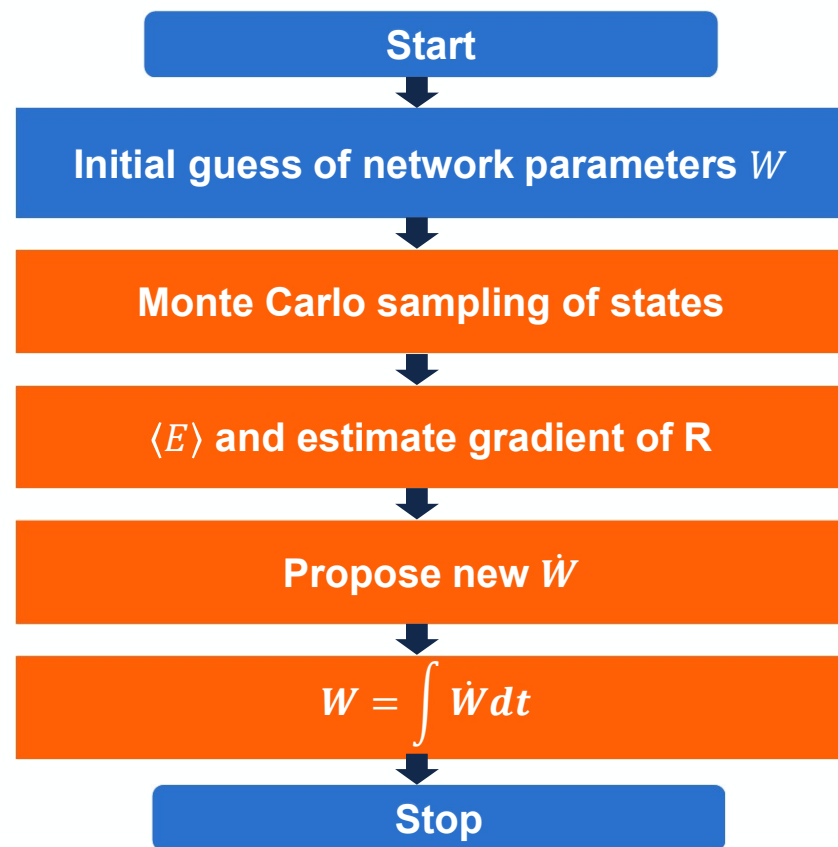 Start
Initial guess of network parameters W
Monte Carlo sampling of states
⟨E⟩ and estimate gradient of R
Propose new Ẇ
W = ∫ Ẇdt
Stop